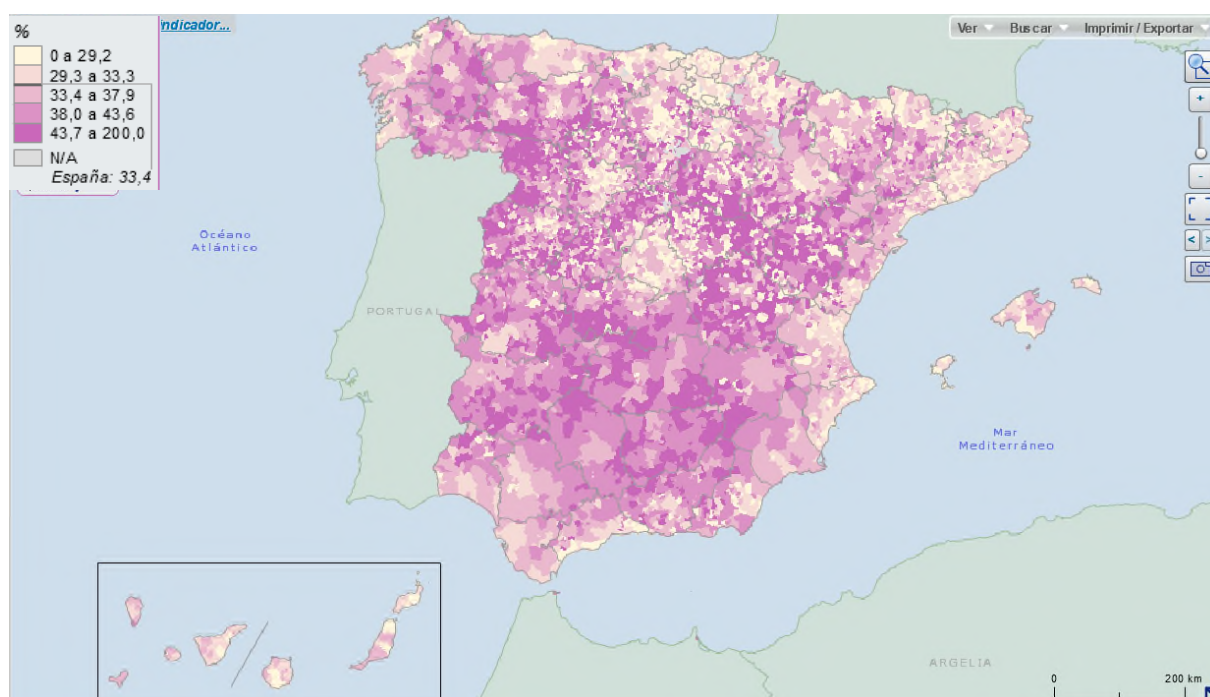 %
indicador...
Ver Buscar Imprimir / Exportar
0 a 29,2
29,3 a 33,3
33,4 a 37,9
38,0 a 43,6
43,7 a 200,0
N/A
España: 33,4
+
-
< >
Océano
Atlántico
PORTUGAL
Mar
Mediterráneo
ARGELIA
0 200 km